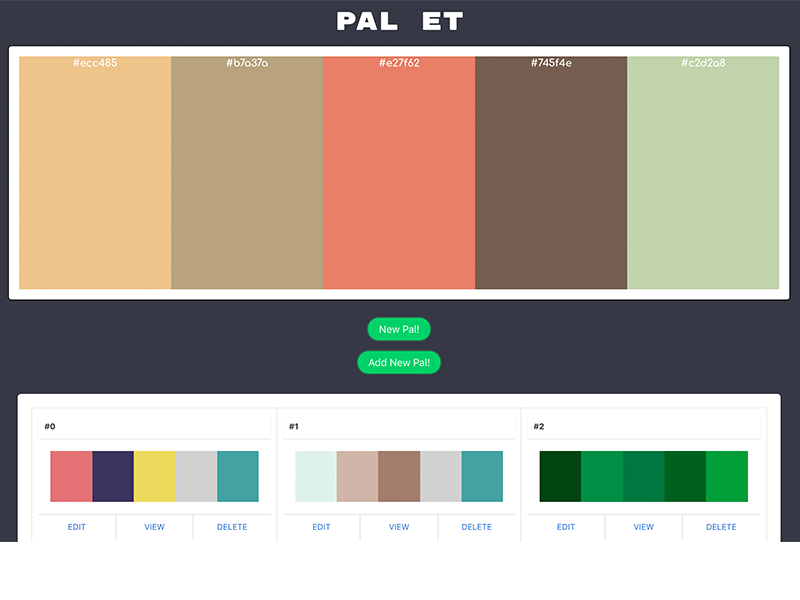 PAL ET
#ecc485 #b7a37a #e27f62 #745f4e #c2d2a8
New Pal!
Add New Pal!
#0 #1 #2
EDIT VIEW DELETE EDIT VIEW DELETE EDIT VIEW DELETE